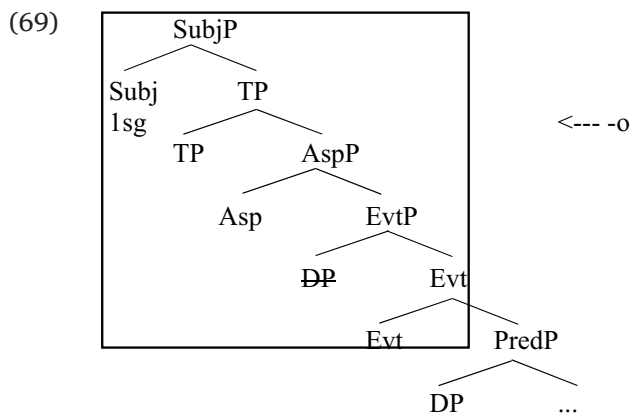 (69)
SubjP
Subj TP
1sg <--- -o
TP AspP
Asp EvtP
DP Evt
Evt PredP
DP ...